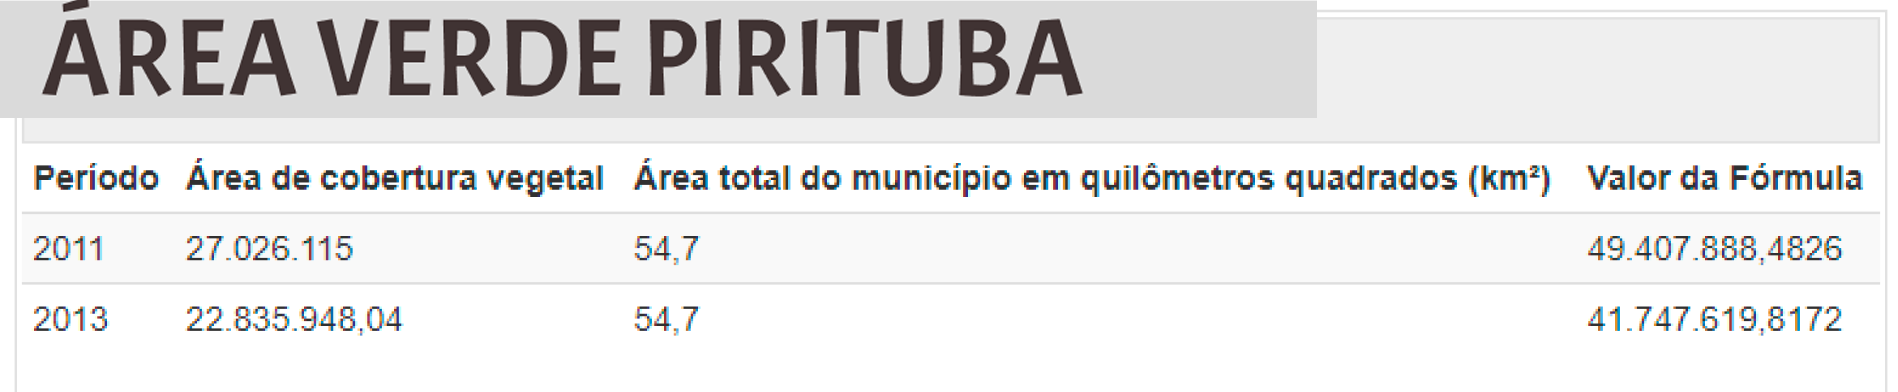 ÁREA VERDE PIRITUBA
Período Área de cobertura vegetal Área total do município em quilômetros quadrados (km²) Valor da Fórmula
2011 27.026.115 54,7 49.407.888,4826
2013 22.835.948,04 54,7 41.747.619,8172